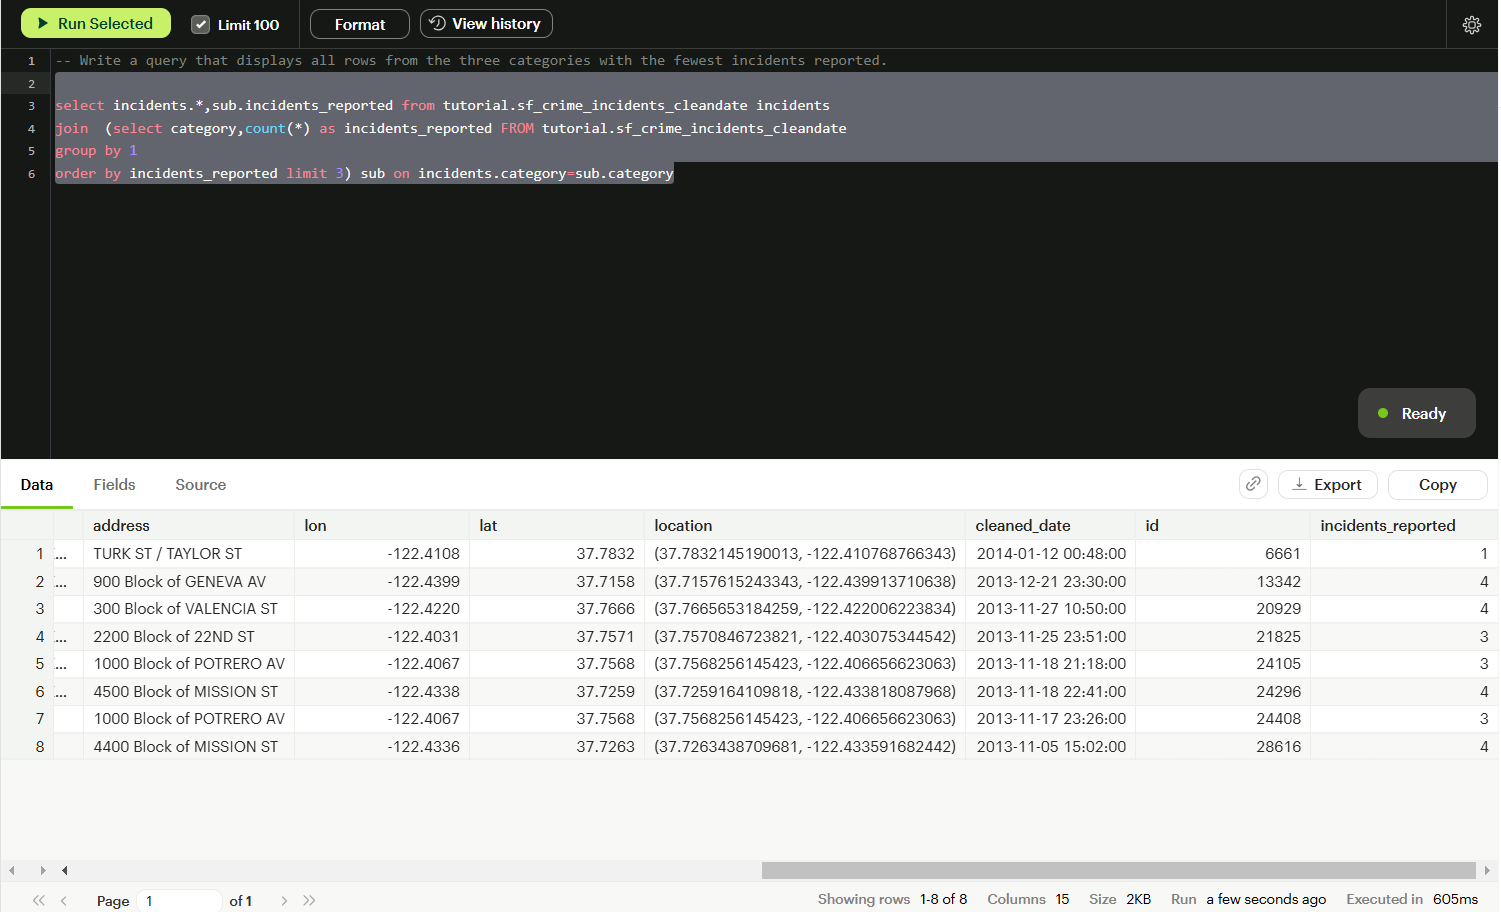 Run Selected Limit 100 Format View history
1 -- Write a query that displays all rows from the three categories with the fewest incidents reported.
2
3 select incidents.*,sub.incidents_reported from tutorial.sf_crime_incidents_cleandate incidents
4 join  (select category,count(*) as incidents_reported FROM tutorial.sf_crime_incidents_cleandate
5 group by 1
6 order by incidents_reported limit 3) sub on incidents.category=sub.category
Ready
Data Fields Source Export Copy
address lon lat location cleaned_date id incidents_reported
1 ... TURK ST / TAYLOR ST -122.4108 37.7832 (37.7832145190013, -122.410768766343) 2014-01-12 00:48:00 6661 1
2 ... 900 Block of GENEVA AV -122.4399 37.7158 (37.7157615243343, -122.439913710638) 2013-12-21 23:30:00 13342 4
3 300 Block of VALENCIA ST -122.4220 37.7666 (37.7665653184259, -122.422006223834) 2013-11-27 10:50:00 20929 4
4 ... 2200 Block of 22ND ST -122.4031 37.7571 (37.7570846723821, -122.403075344542) 2013-11-25 23:51:00 21825 3
5 ... 1000 Block of POTRERO AV -122.4067 37.7568 (37.7568256145423, -122.406656623063) 2013-11-18 21:18:00 24105 3
6 ... 4500 Block of MISSION ST -122.4338 37.7259 (37.7259164109818, -122.433818087968) 2013-11-18 22:41:00 24296 4
7 1000 Block of POTRERO AV -122.4067 37.7568 (37.7568256145423, -122.406656623063) 2013-11-17 23:26:00 24408 3
8 4400 Block of MISSION ST -122.4336 37.7263 (37.7263438709681, -122.433591682442) 2013-11-05 15:02:00 28616 4
Page 1 of 1 Showing rows 1-8 of 8 Columns 15 Size 2KB Run a few seconds ago Executed in 605ms